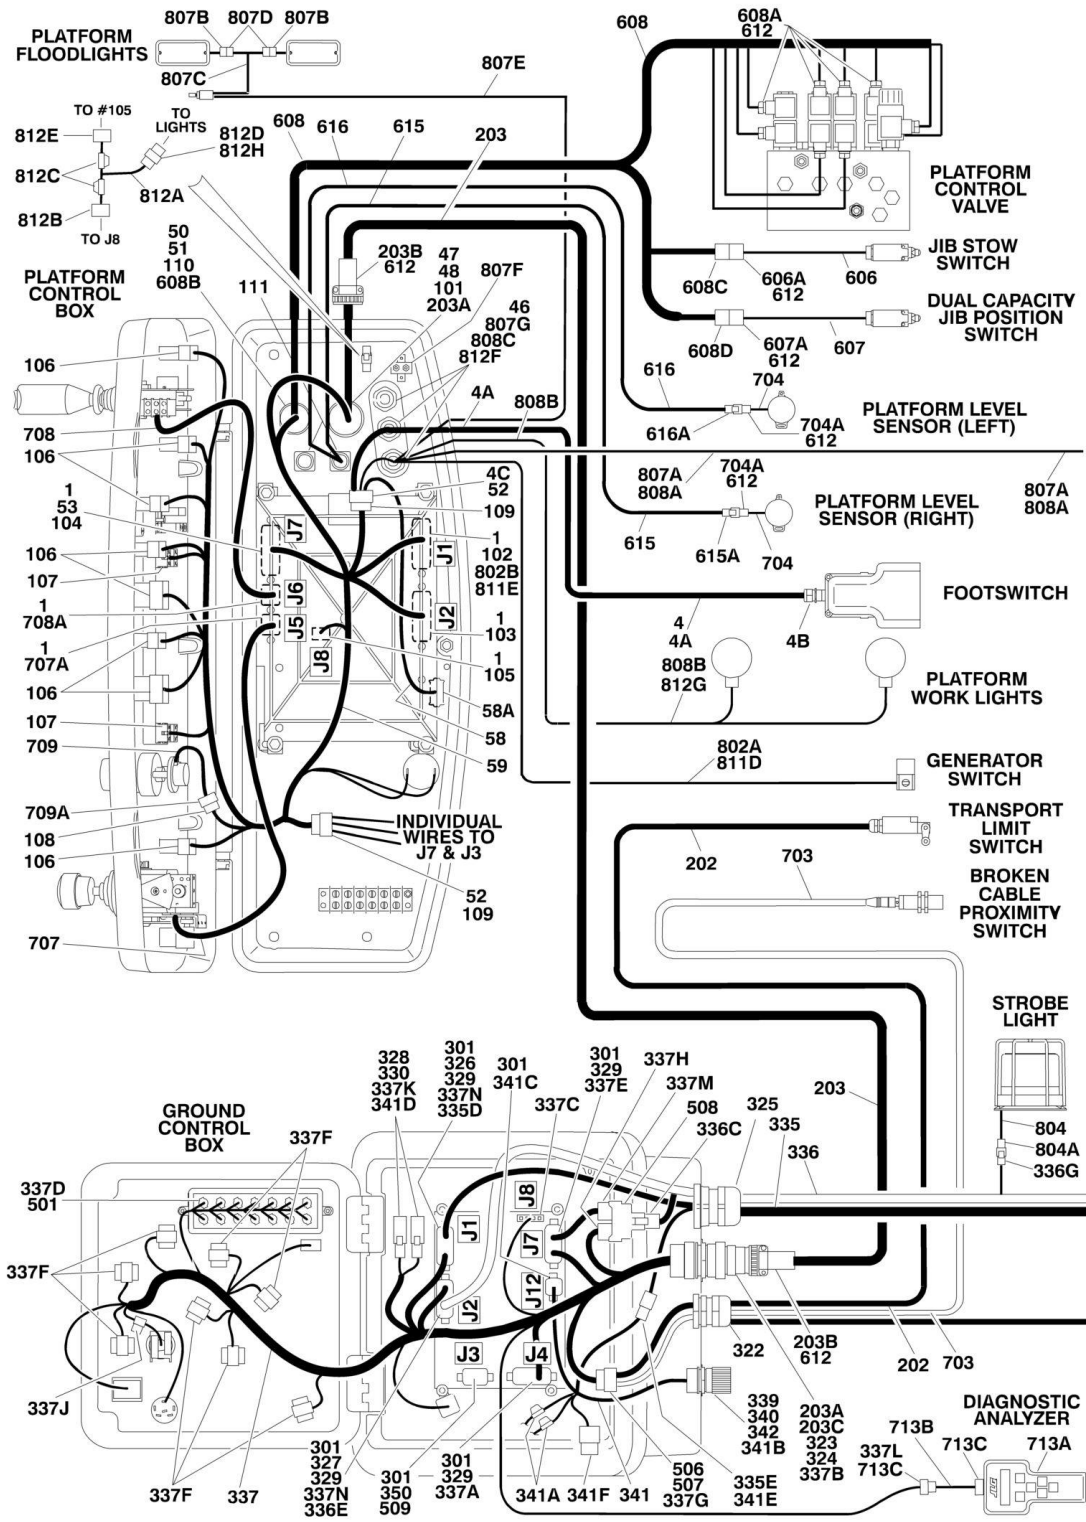 807B
807D
807B
PLATFORM
FLOODLIGHTS
807C
807E
608
608A
612
TO #105
TO
LIGHTS
812E
812D
812H
812C
812A
812B
TO J8
608
616
615
203
PLATFORM
CONTROL
VALVE
50
51
110
608B
111
203B
612
47
48
101
203A
807F
46
807G
808C
812F
4A
808B
JIB STOW
SWITCH
608C
606A
612
606
DUAL CAPACITY
JIB POSITION
SWITCH
608D
607A
612
607
PLATFORM
CONTROL
BOX
616
704
616A
704A
612
PLATFORM LEVEL
SENSOR (LEFT)
106
708
106
1
53
104
106
107
1
708A
1
707A
106
107
709
709A
108
106
707
J7
J6
J5
J8
J1
J2
4C
52
109
1
102
802B
811E
1
103
1
105
58A
58
59
INDIVIDUAL
WIRES TO
J7 & J3
52
109
807A
808A
704A
612
615
615A
704
PLATFORM LEVEL
SENSOR (RIGHT)
807A
808A
FOOTSWITCH
4
4A
4B
808B
812G
PLATFORM
WORK LIGHTS
802A
811D
GENERATOR
SWITCH
202
TRANSPORT
LIMIT
SWITCH
703
BROKEN
CABLE
PROXIMITY
SWITCH
STROBE
LIGHT
804
804A
336G
203
GROUND
CONTROL
BOX
328
330
337K
341D
301
326
329
337N
335D
301
341C
337C
301
329
337E
337H
337M
508
336C
325
335
336
337F
337D
501
337F
337J
337F
337
J1
J2
J3
J4
J7
J8
J12
301
327
329
337N
336E
301
350
509
301
329
337A
341A
341F
341
506
507
337G
335E
341E
339
340
342
341B
322
203A
203C
323
324
337B
203B
612
202
703
DIAGNOSTIC
ANALYZER
713B
713C
713A
337L
713C
JLG